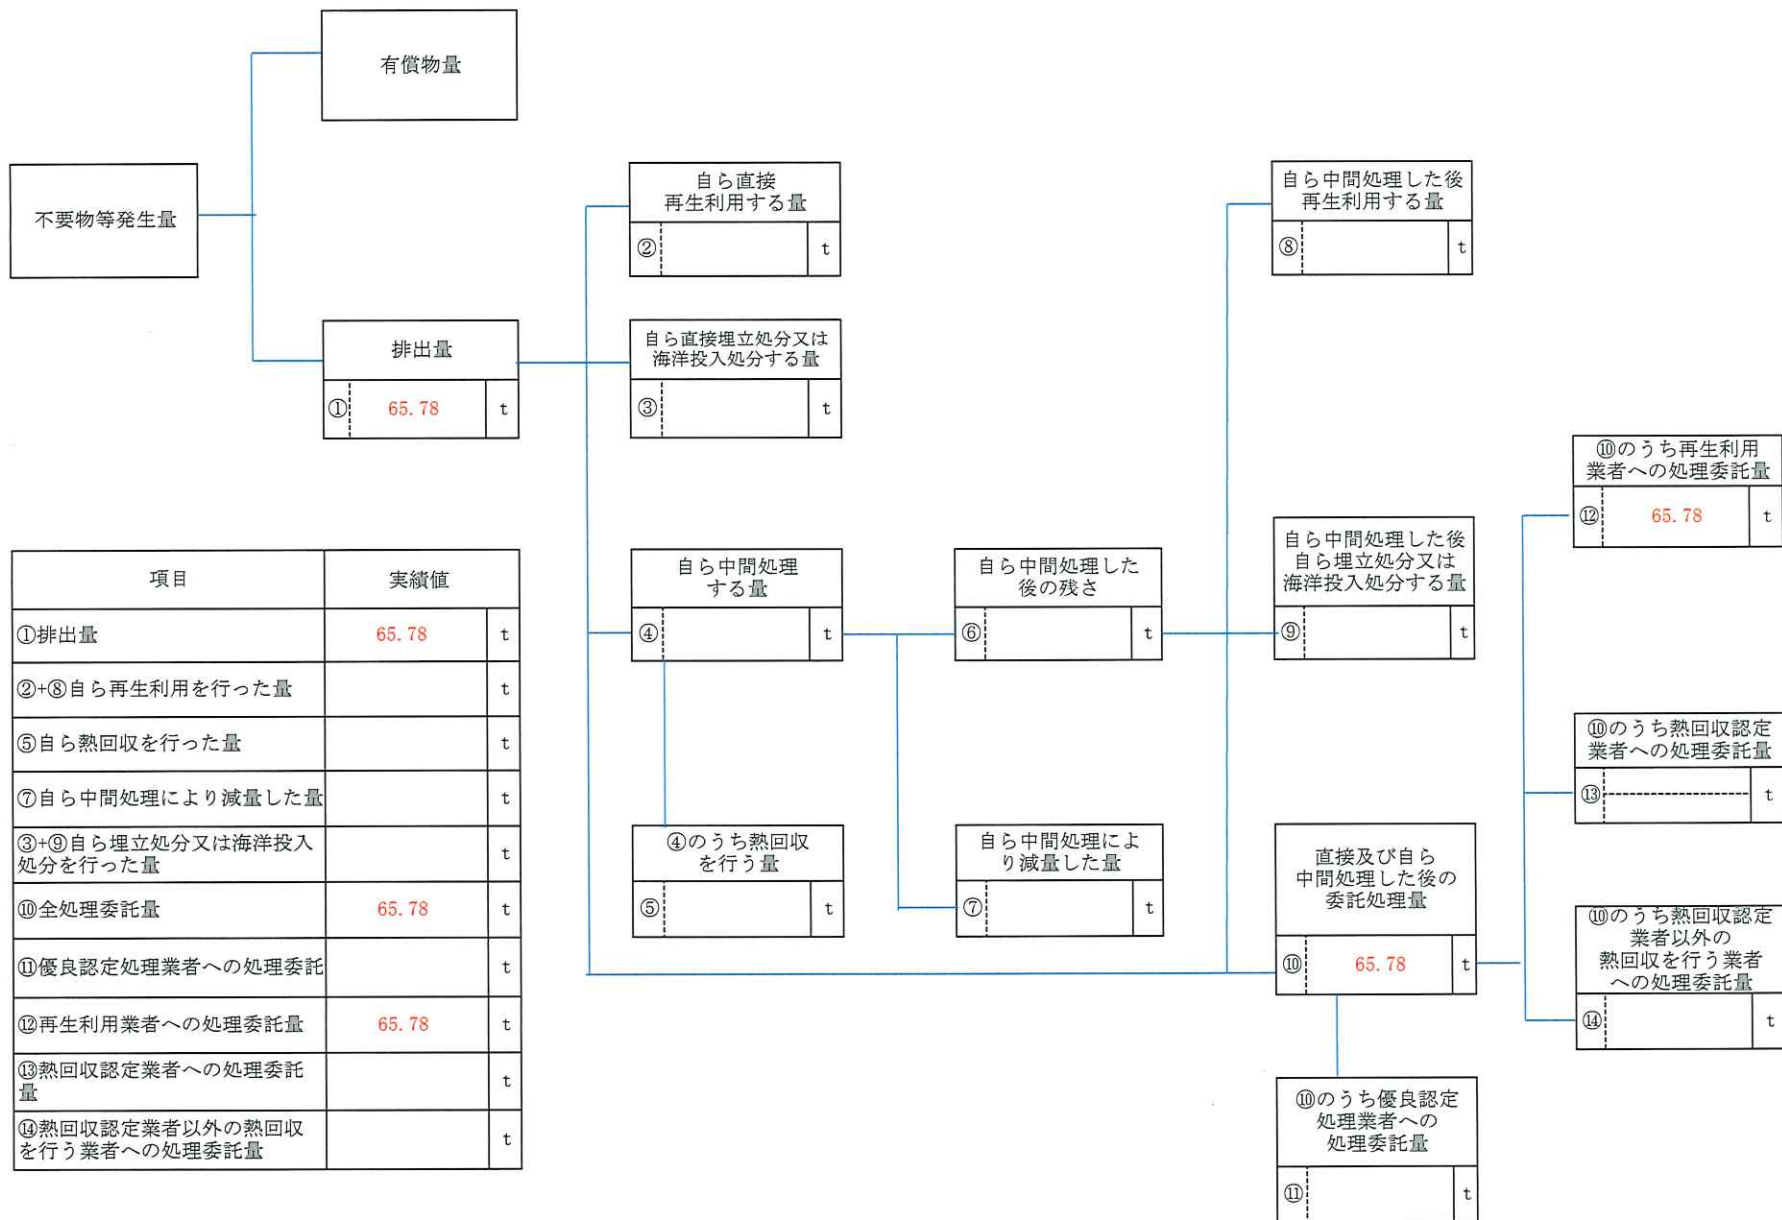 有償物量
不要物等発生量
排出量
① 65.78 t
自ら直接
再生利用する量
② t
自ら直接埋立処分又は
海洋投入処分する量
③ t
自ら中間処理
する量
④ t
④のうち熱回収
を行う量
⑤ t
自ら中間処理した
後の残さ
⑥ t
自ら中間処理によ
り減量した量
⑦ t
自ら中間処理した後
再生利用する量
⑧ t
自ら中間処理した後
自ら埋立処分又は
海洋投入処分する量
⑨ t
直接及び自ら
中間処理した後の
委託処理量
⑩ 65.78 t
⑩のうち優良認定
処理業者への
処理委託量
⑪ t
⑩のうち再生利用
業者への処理委託量
⑫ 65.78 t
⑩のうち熱回収認定
業者への処理委託量
⑬ t
⑩のうち熱回収認定
業者以外の
熱回収を行う業者
への処理委託量
⑭ t
項目 実績値
①排出量 65.78 t
②+⑧自ら再生利用を行った量 t
⑤自ら熱回収を行った量 t
⑦自ら中間処理により減量した量 t
③+⑨自ら埋立処分又は海洋投入
処分を行った量 t
⑩全処理委託量 65.78 t
⑪優良認定処理業者への処理委託 t
⑫再生利用業者への処理委託量 65.78 t
⑬熱回収認定業者への処理委託
量 t
⑭熱回収認定業者以外の熱回収
を行う業者への処理委託量 t